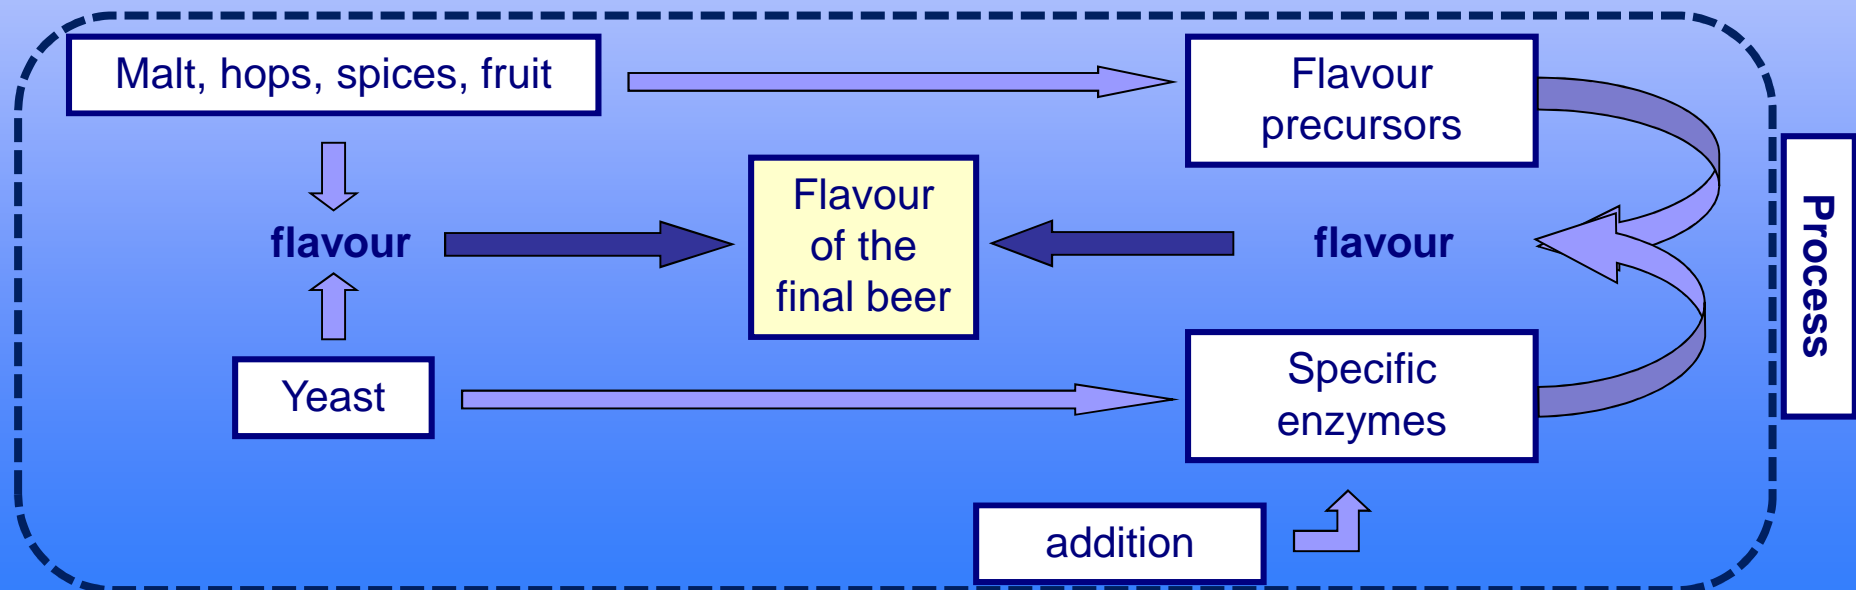 Malt, hops, spices, fruit
Flavour
precursors
Flavour
of the
final beer
flavour
flavour
Process
Yeast
Specific
enzymes
addition